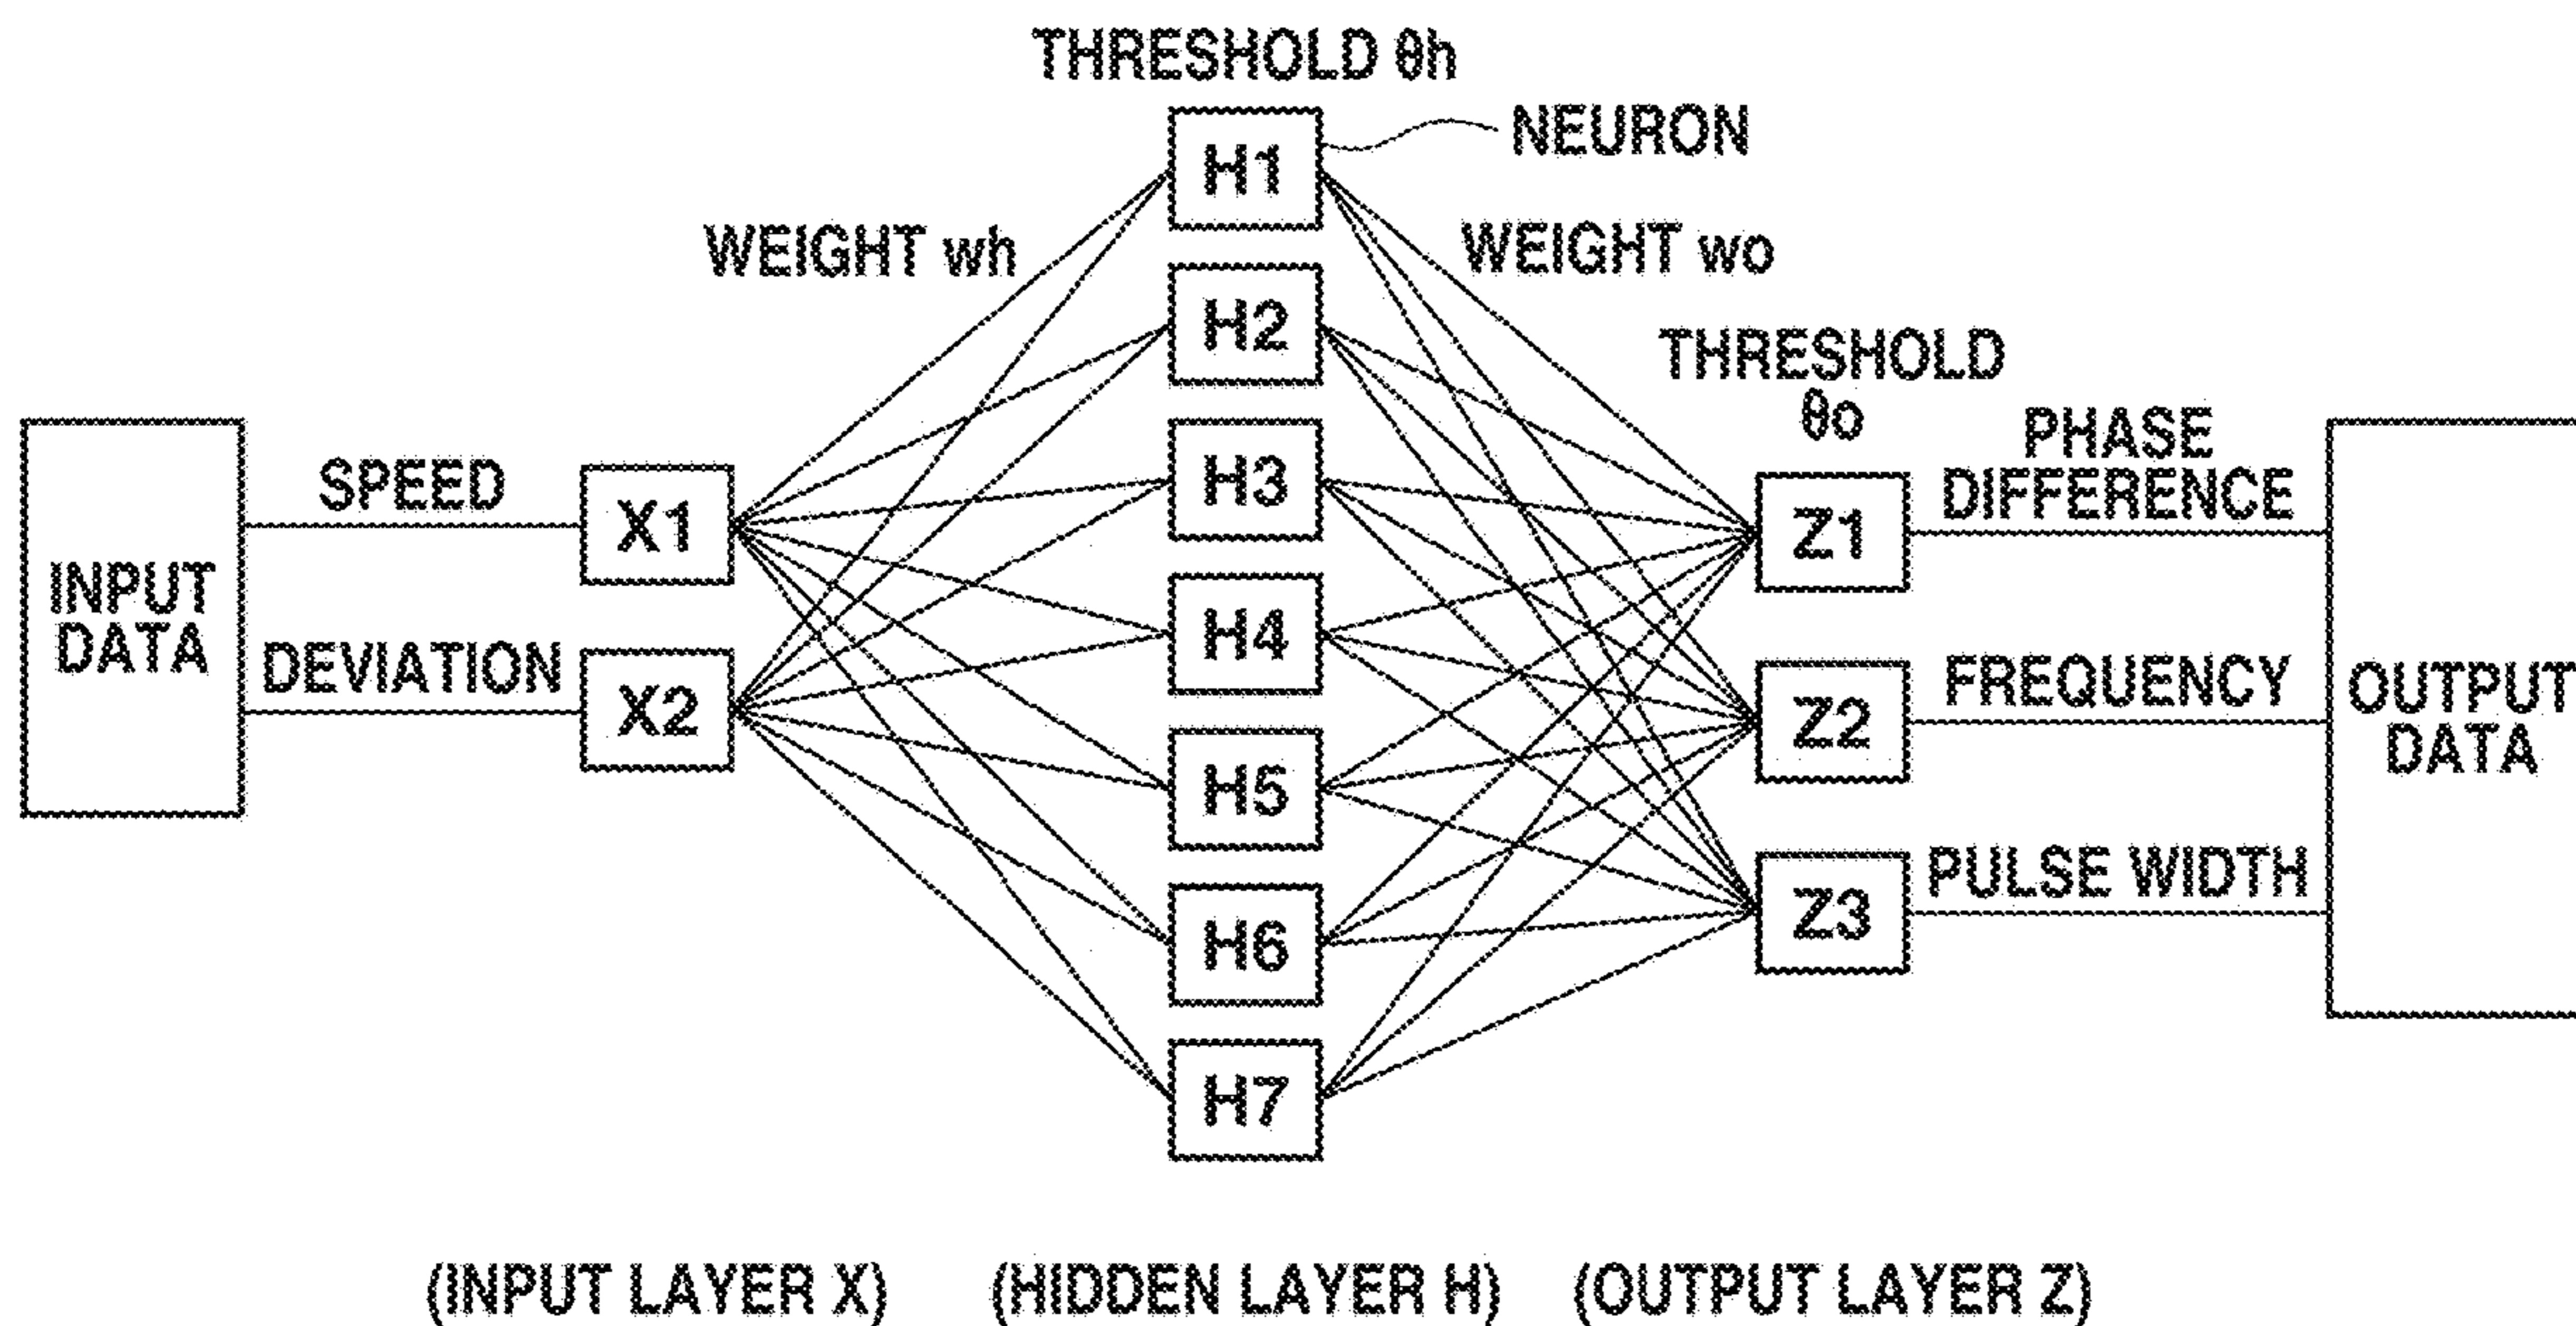 THRESHOLD θh
NEURON
H1
WEIGHT wh
WEIGHT wo
H2
THRESHOLD
θo
H3
PHASE
DIFFERENCE
SPEED
X1
Z1
INPUT
DATA
H4
DEVIATION
X2
FREQUENCY
Z2
OUTPUT
DATA
H5
PULSE WIDTH
Z3
H6
H7
(INPUT LAYER X)
(HIDDEN LAYER H)
(OUTPUT LAYER Z)